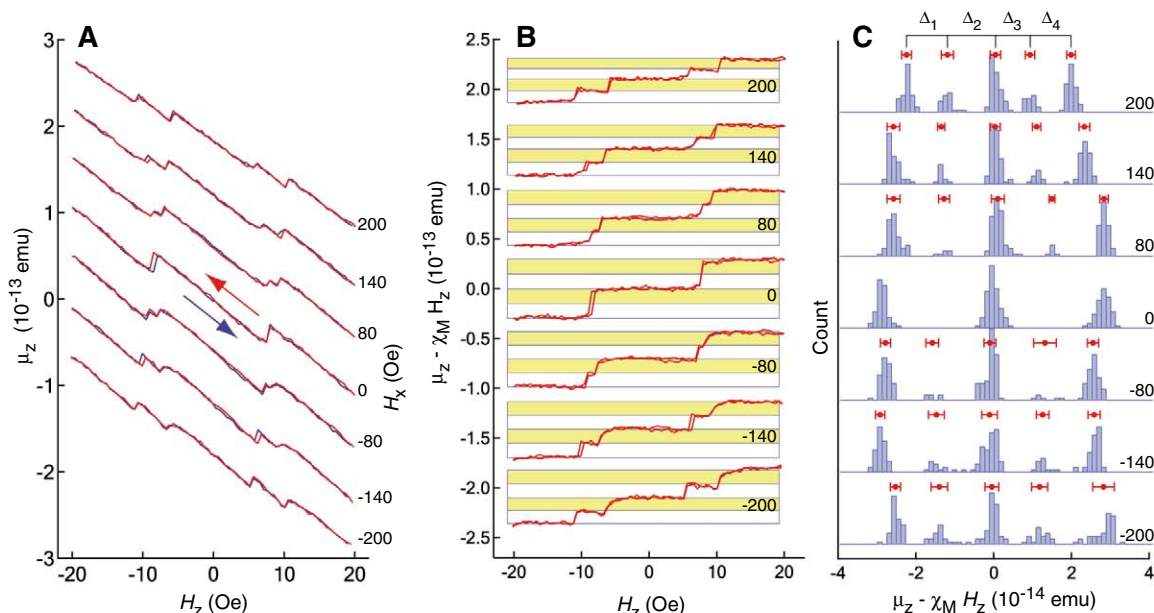 A
3
2
1
0
-1
-2
-3
μz (10-13 emu)
200
140
80
0
-80
-140
-200
Hx (Oe)
-20 -10 0 10 20
Hz (Oe)
B
2.5
2.0
1.5
1.0
0.5
0.0
-0.5
-1.0
-1.5
-2.0
-2.5
μz - χM Hz (10-13 emu)
200
140
80
0
-80
-140
-200
-20 -10 0 10 20
Hz (Oe)
C
Δ1 Δ2 Δ3 Δ4
Count
200
140
80
0
-80
-140
-200
-4 -2 0 2 4
μz - χM Hz (10-14 emu)